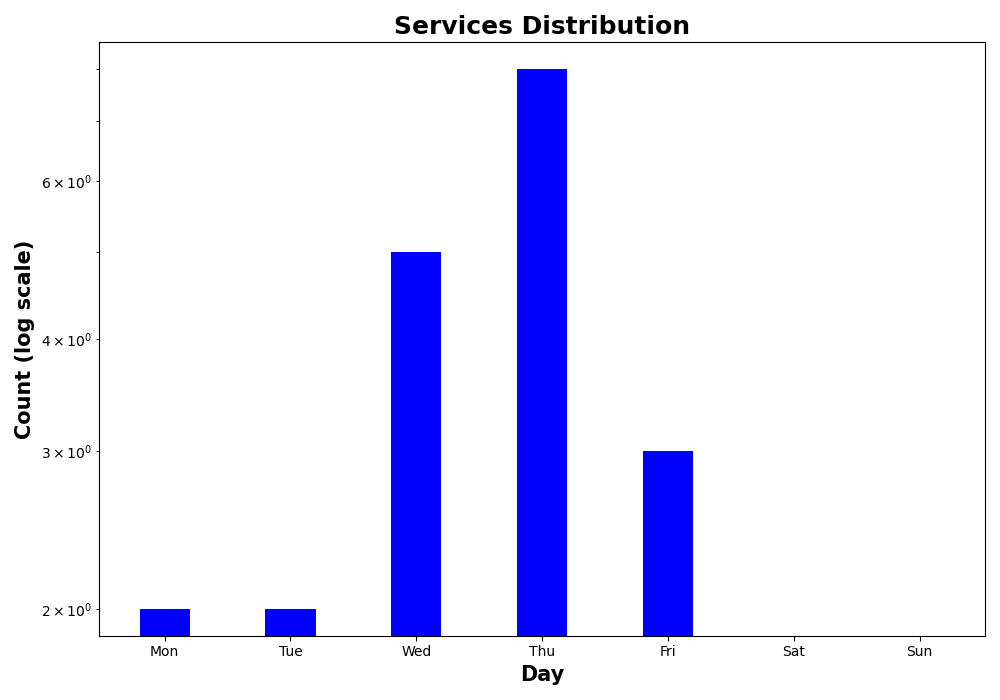 Services Distribution
Count (log scale)
6 × 10⁰
4 × 10⁰
3 × 10⁰
2 × 10⁰
Mon Tue Wed Thu Fri Sat Sun
Day